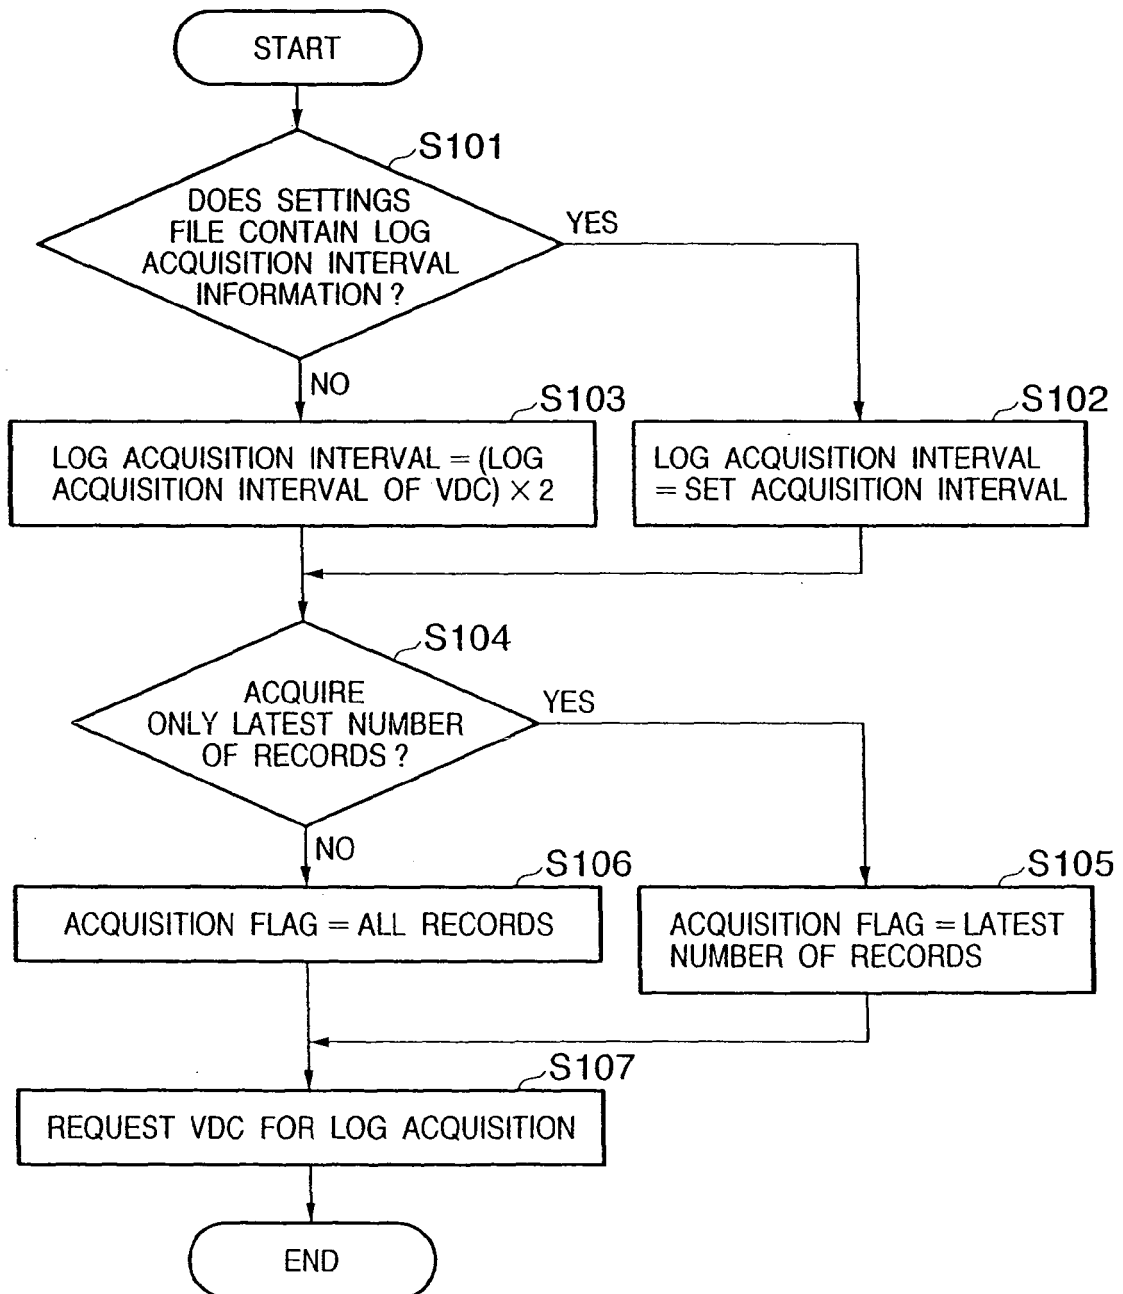 START
S101
DOES SETTINGS
FILE CONTAIN LOG
ACQUISITION INTERVAL
INFORMATION ?
YES
NO
S103
LOG ACQUISITION INTERVAL = (LOG
ACQUISITION INTERVAL OF VDC) × 2
S102
LOG ACQUISITION INTERVAL
= SET ACQUISITION INTERVAL
S104
ACQUIRE
ONLY LATEST NUMBER
OF RECORDS ?
YES
NO
S106
ACQUISITION FLAG = ALL RECORDS
S105
ACQUISITION FLAG = LATEST
NUMBER OF RECORDS
S107
REQUEST VDC FOR LOG ACQUISITION
END